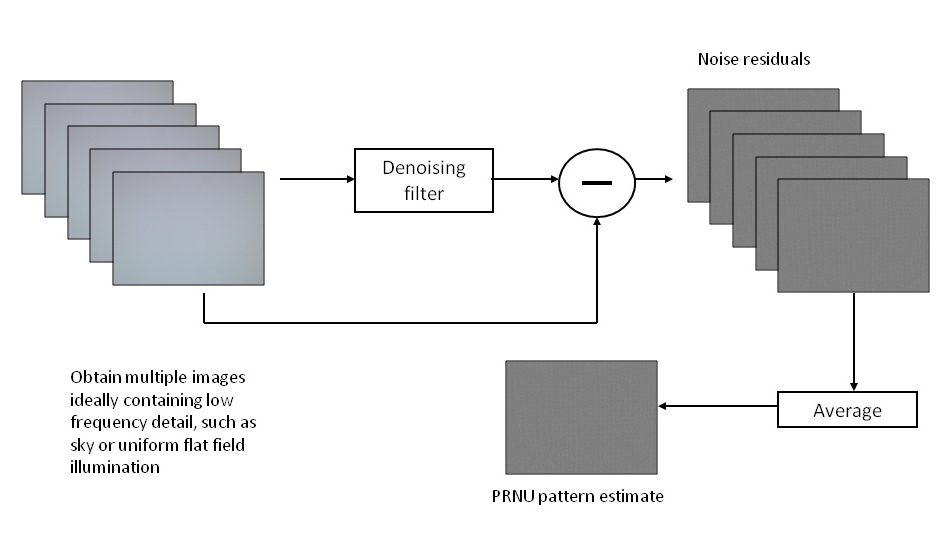 Noise residuals
Denoising
filter
Obtain multiple images
ideally containing low
frequency detail, such as
sky or uniform flat field
illumination
Average
PRNU pattern estimate